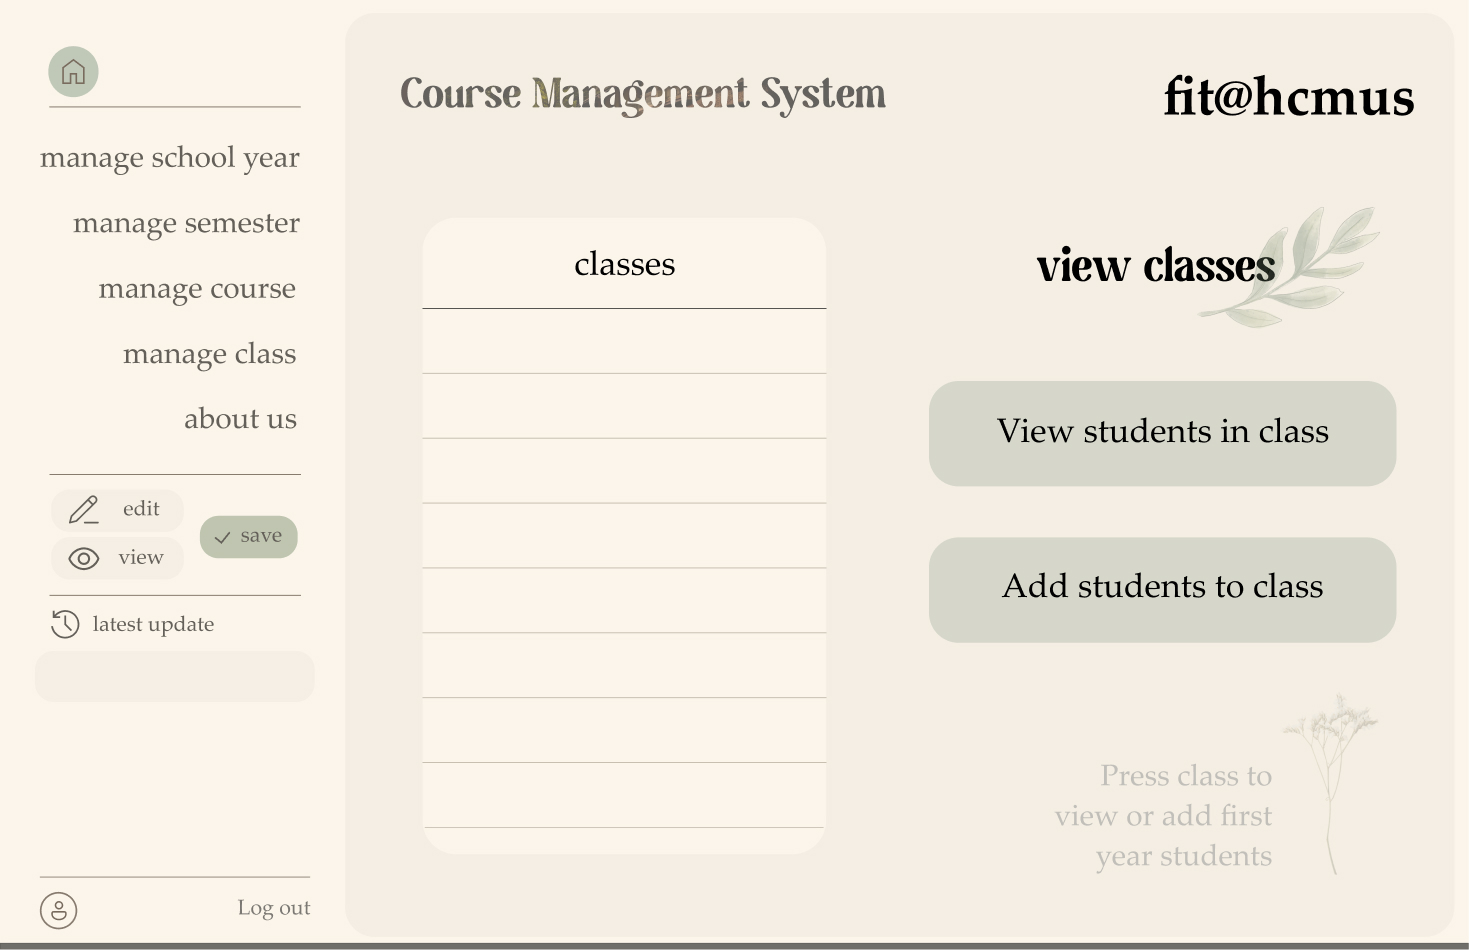 Course Management System
fit@hcmus
manage school year
manage semester
manage course
manage class
about us
edit
view
save
latest update
Log out
classes
view classes
View students in class
Add students to class
Press class to
view or add first
year students